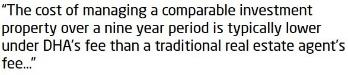 “The cost of managing a comparable investment
property over a nine year period is typically lower
under DHA’s fee than a traditional real estate agent’s
fee...”